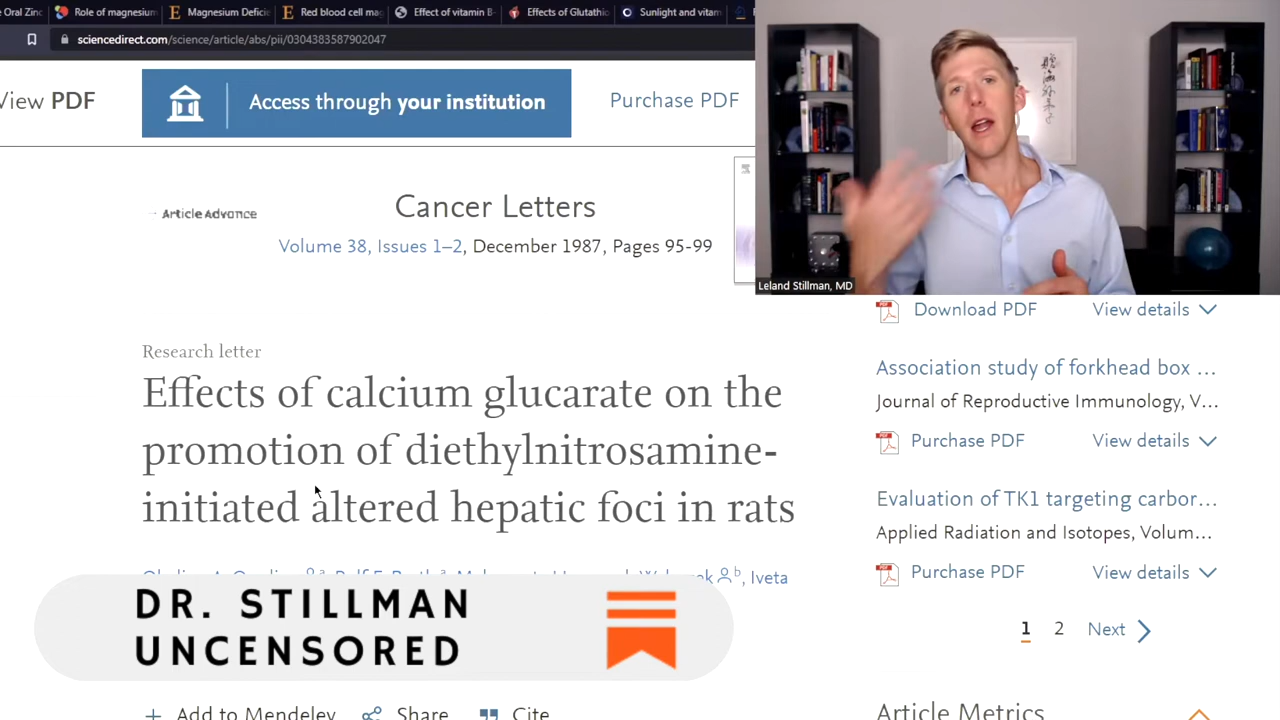 al Oral Zinc
Role of magnesium
Magnesium Defici
Red blood cell mag
Effect of vitamin B-
Effects of Glutathio
Sunlight and vitam
sciencedirect.com/science/article/abs/pii/0304383587902047
View PDF
Access through your institution
Purchase PDF
Article Advance
Cancer Letters
Volume 38, Issues 1–2, December 1987, Pages 95-99
Leland Stillman, MD
Research letter
Effects of calcium glucarate on the
promotion of diethylnitrosamine-
initiated altered hepatic foci in rats
Iveta
DR. STILLMAN
UNCENSORED
Add to Mendeley
Share
Cite
Download PDF
View details
Association study of forkhead box ...
Journal of Reproductive Immunology, V...
Purchase PDF
View details
Evaluation of TK1 targeting carbor...
Applied Radiation and Isotopes, Volum...
Purchase PDF
View details
1 2 Next
Article Metrics